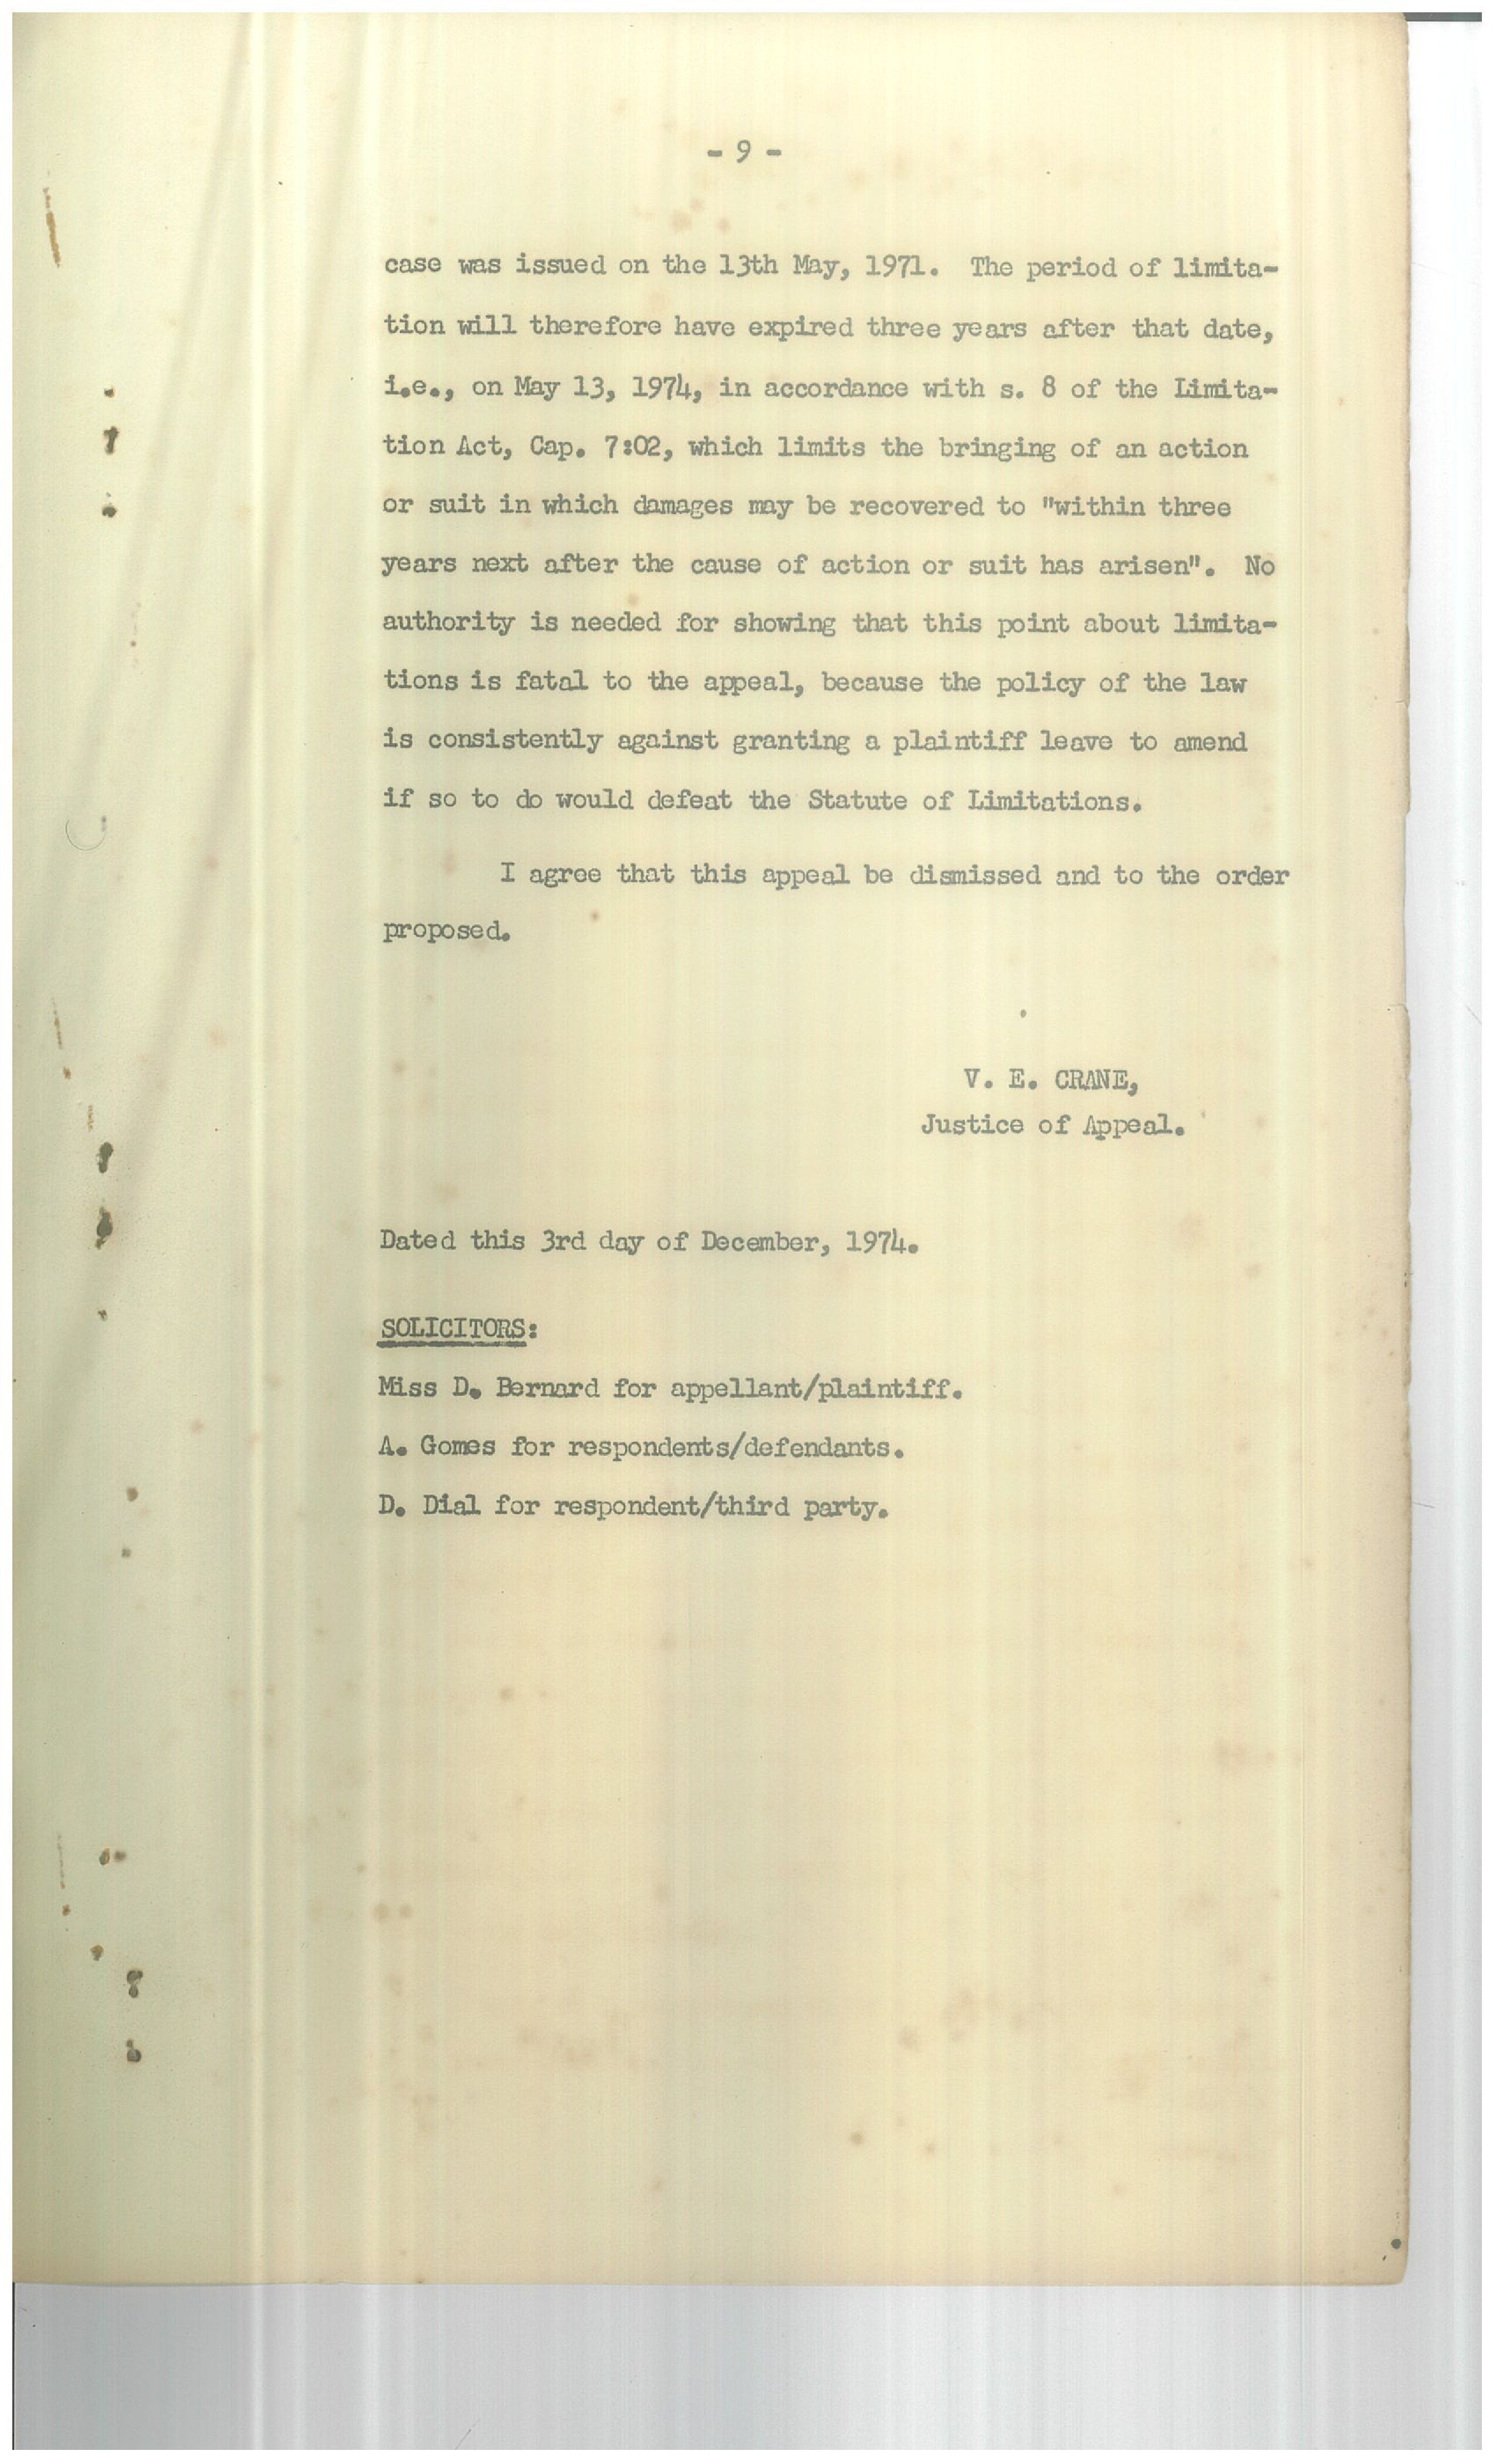 - 9 -
case was issued on the 13th May, 1971. The period of limita-
tion will therefore have expired three years after that date,
i.e., on May 13, 1974, in accordance with s. 8 of the Limita-
tion Act, Cap. 7:02, which limits the bringing of an action
or suit in which damages may be recovered to "within three
years next after the cause of action or suit has arisen". No
authority is needed for showing that this point about limita-
tions is fatal to the appeal, because the policy of the law
is consistently against granting a plaintiff leave to amend
if so to do would defeat the Statute of Limitations.
I agree that this appeal be dismissed and to the order
proposed.
V. E. CRANE,
Justice of Appeal.
Dated this 3rd day of December, 1974.
SOLICITORS:
Miss D. Bernard for appellant/plaintiff.
A. Gomes for respondents/defendants.
D. Dial for respondent/third party.